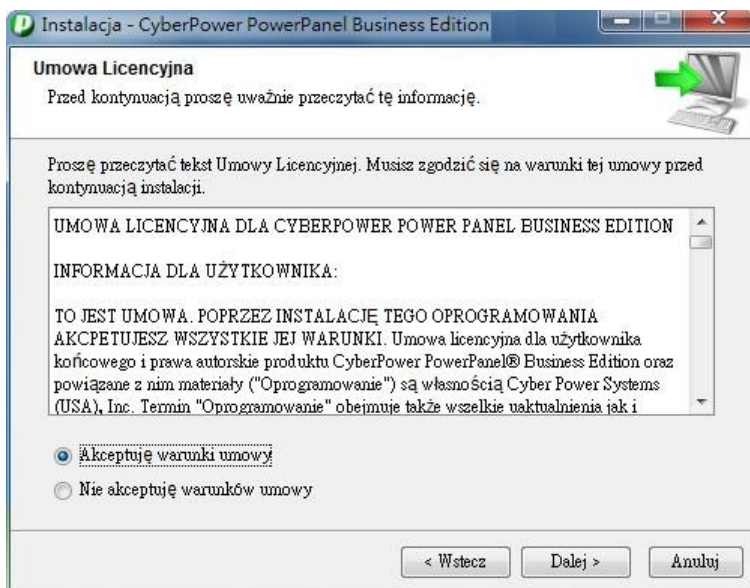 Instalacja - CyberPower PowerPanel Business Edition
Umowa Licencyjna
Przed kontynuacją proszę uważnie przeczytać tę informację.
Proszę przeczytać tekst Umowy Licencyjnej. Musisz zgodzić się na warunki tej umowy przed
kontynuacją instalacji.
UMOWA LICENCYJNA DLA CYBERPOWER POWER PANEL BUSINESS EDITION
INFORMACJA DLA UŻYTKOWNIKA:
TO JEST UMOWA. POPRZEZ INSTALACJĘ TEGO OPROGRAMOWANIA
AKCPETUJESZ WSZYSTKIE JEJ WARUNKI. Umowa licencyjna dla użytkownika
końcowego i prawa autorskie produktu CyberPower PowerPanel® Business Edition oraz
powiązane z nim materiały ("Oprogramowanie") są własnością Cyber Power Systems
(USA), Inc. Termin "Oprogramowanie" obejmuje także wszelkie uaktualnienia jak i
Akceptuję warunki umowy
Nie akceptuję warunków umowy
< Wstecz
Dalej >
Anuluj